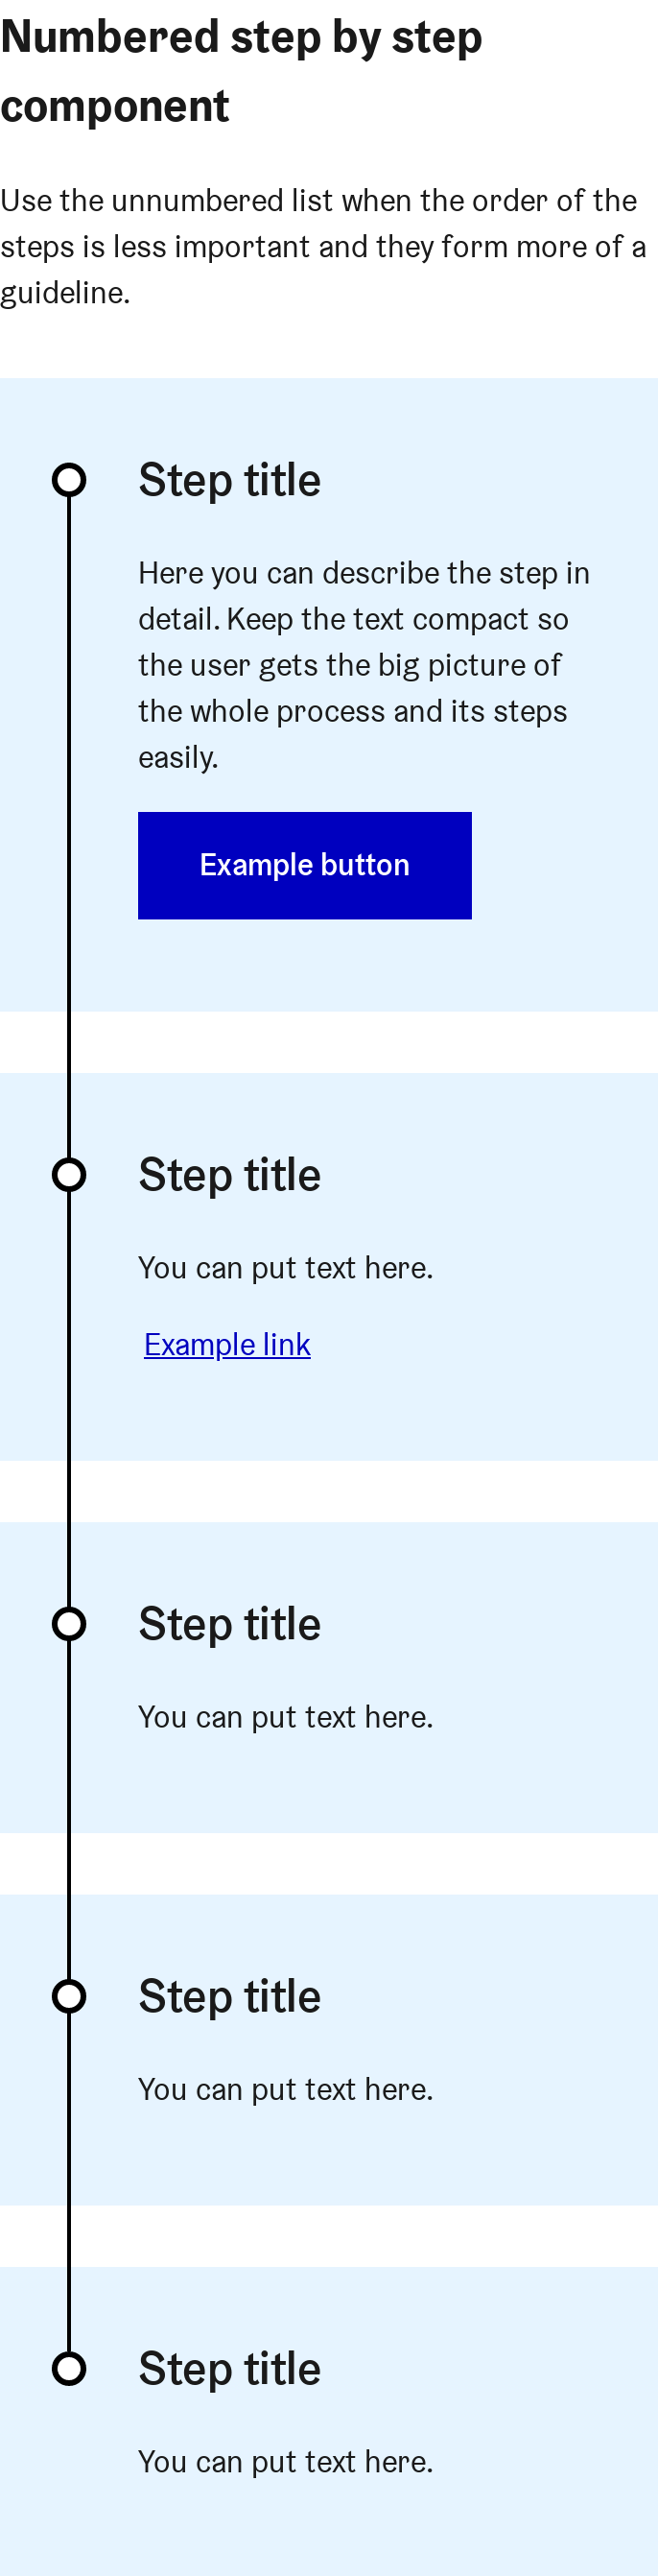 Numbered step by step
component
Use the unnumbered list when the order of the
steps is less important and they form more of a
guideline.
Step title
Here you can describe the step in
detail. Keep the text compact so
the user gets the big picture of
the whole process and its steps
easily.
Example button
Step title
You can put text here.
Example link
Step title
You can put text here.
Step title
You can put text here.
Step title
You can put text here.